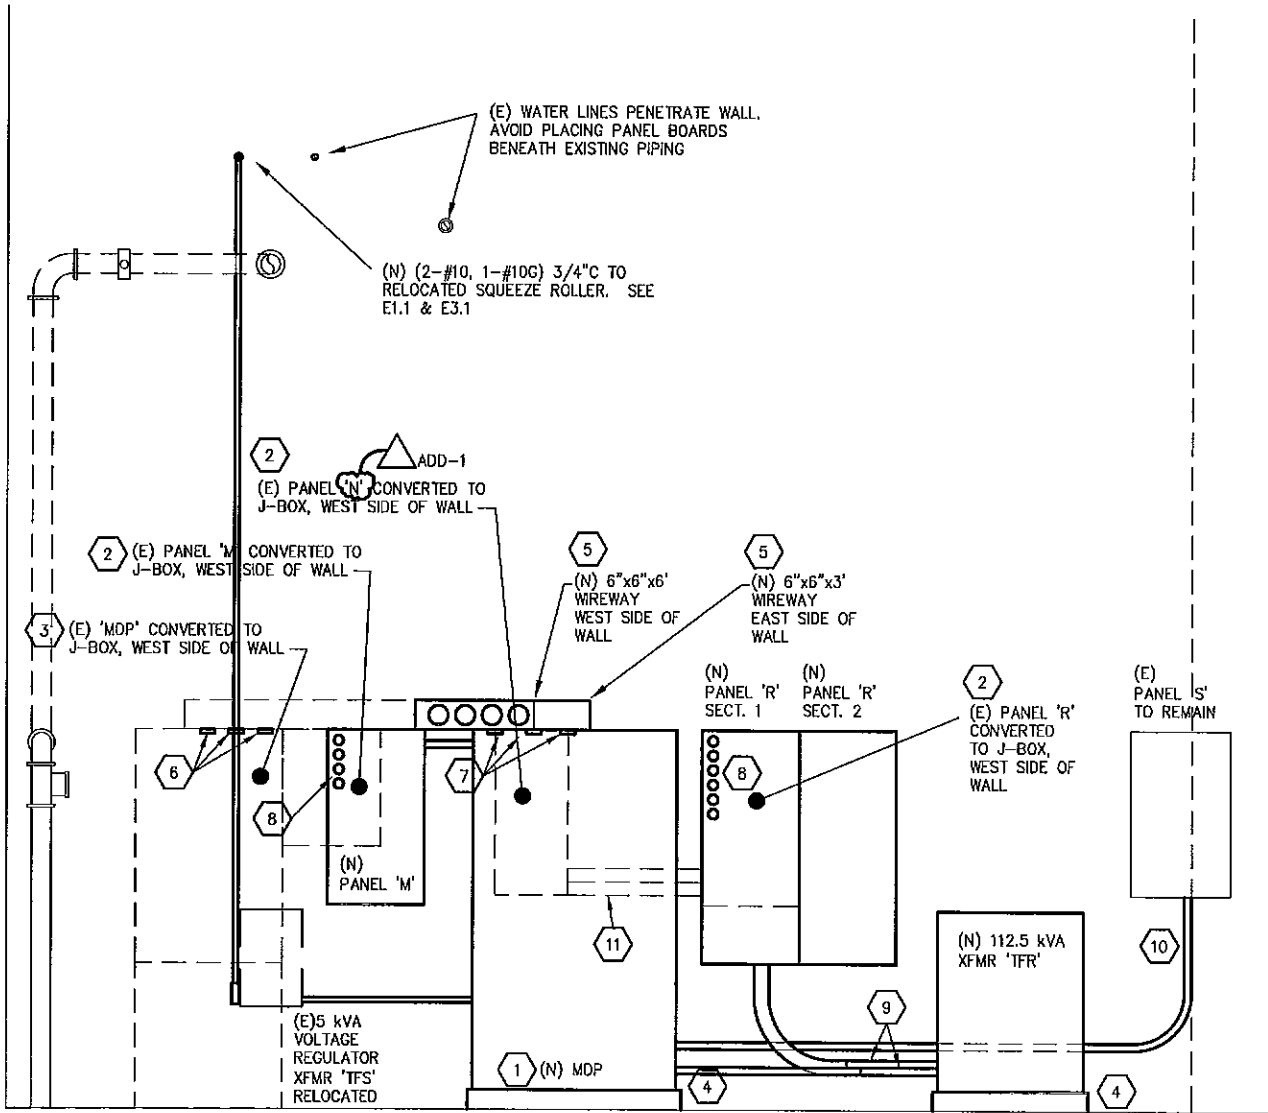 (E) WATER LINES PENETRATE WALL,
AVOID PLACING PANEL BOARDS
BENEATH EXISTING PIPING
(N) (2-#10, 1-#10G) 3/4"C TO
RELOCATED SQUEEZE ROLLER. SEE
E1.1 & E3.1
2
ADD-1
(E) PANEL 'N' CONVERTED TO
J-BOX, WEST SIDE OF WALL
2
(E) PANEL 'M' CONVERTED TO
J-BOX, WEST SIDE OF WALL
3
(E) 'MDP' CONVERTED TO
J-BOX, WEST SIDE OF WALL
5
(N) 6"x6"x6'
WIREWAY
WEST SIDE OF
WALL
5
(N) 6"x6"x3'
WIREWAY
EAST SIDE OF
WALL
(N)
PANEL 'R'
SECT. 1
(N)
PANEL 'R'
SECT. 2
2
(E) PANEL 'R'
CONVERTED
TO J-BOX,
WEST SIDE OF
WALL
(E)
PANEL 'S'
TO REMAIN
6
8
7
8
(N)
PANEL 'M'
11
(N) 112.5 kVA
XFMR 'TFR'
10
9
(E)5 kVA
VOLTAGE
REGULATOR
XFMR 'TFS'
RELOCATED
1
(N) MDP
4
4